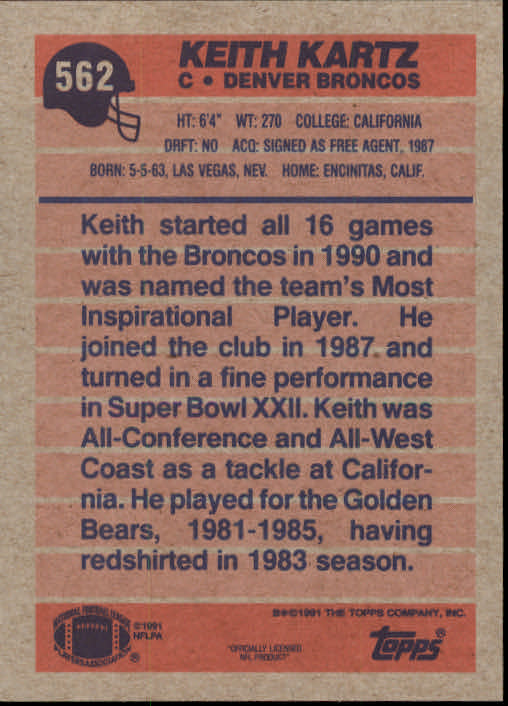 562
KEITH KARTZ
C • DENVER BRONCOS
HT: 6'4" WT: 270 COLLEGE: CALIFORNIA
DRFT: NO ACQ: SIGNED AS FREE AGENT, 1987
BORN: 5-5-63, LAS VEGAS, NEV. HOME: ENCINITAS, CALIF.
Keith started all 16 games
with the Broncos in 1990 and
was named the team's Most
Inspirational Player. He
joined the club in 1987 and
turned in a fine performance
in Super Bowl XXII. Keith was
All-Conference and All-West
Coast as a tackle at Califor-
nia. He played for the Golden
Bears, 1981-1985, having
redshirted in 1983 season.
NATIONAL FOOTBALL LEAGUE
PLAYERS ASSOCIATION
®
©1991
NFLPA
"OFFICIALLY LICENSED
NFL PRODUCT"
®©1991 THE TOPPS COMPANY, INC.
topps®